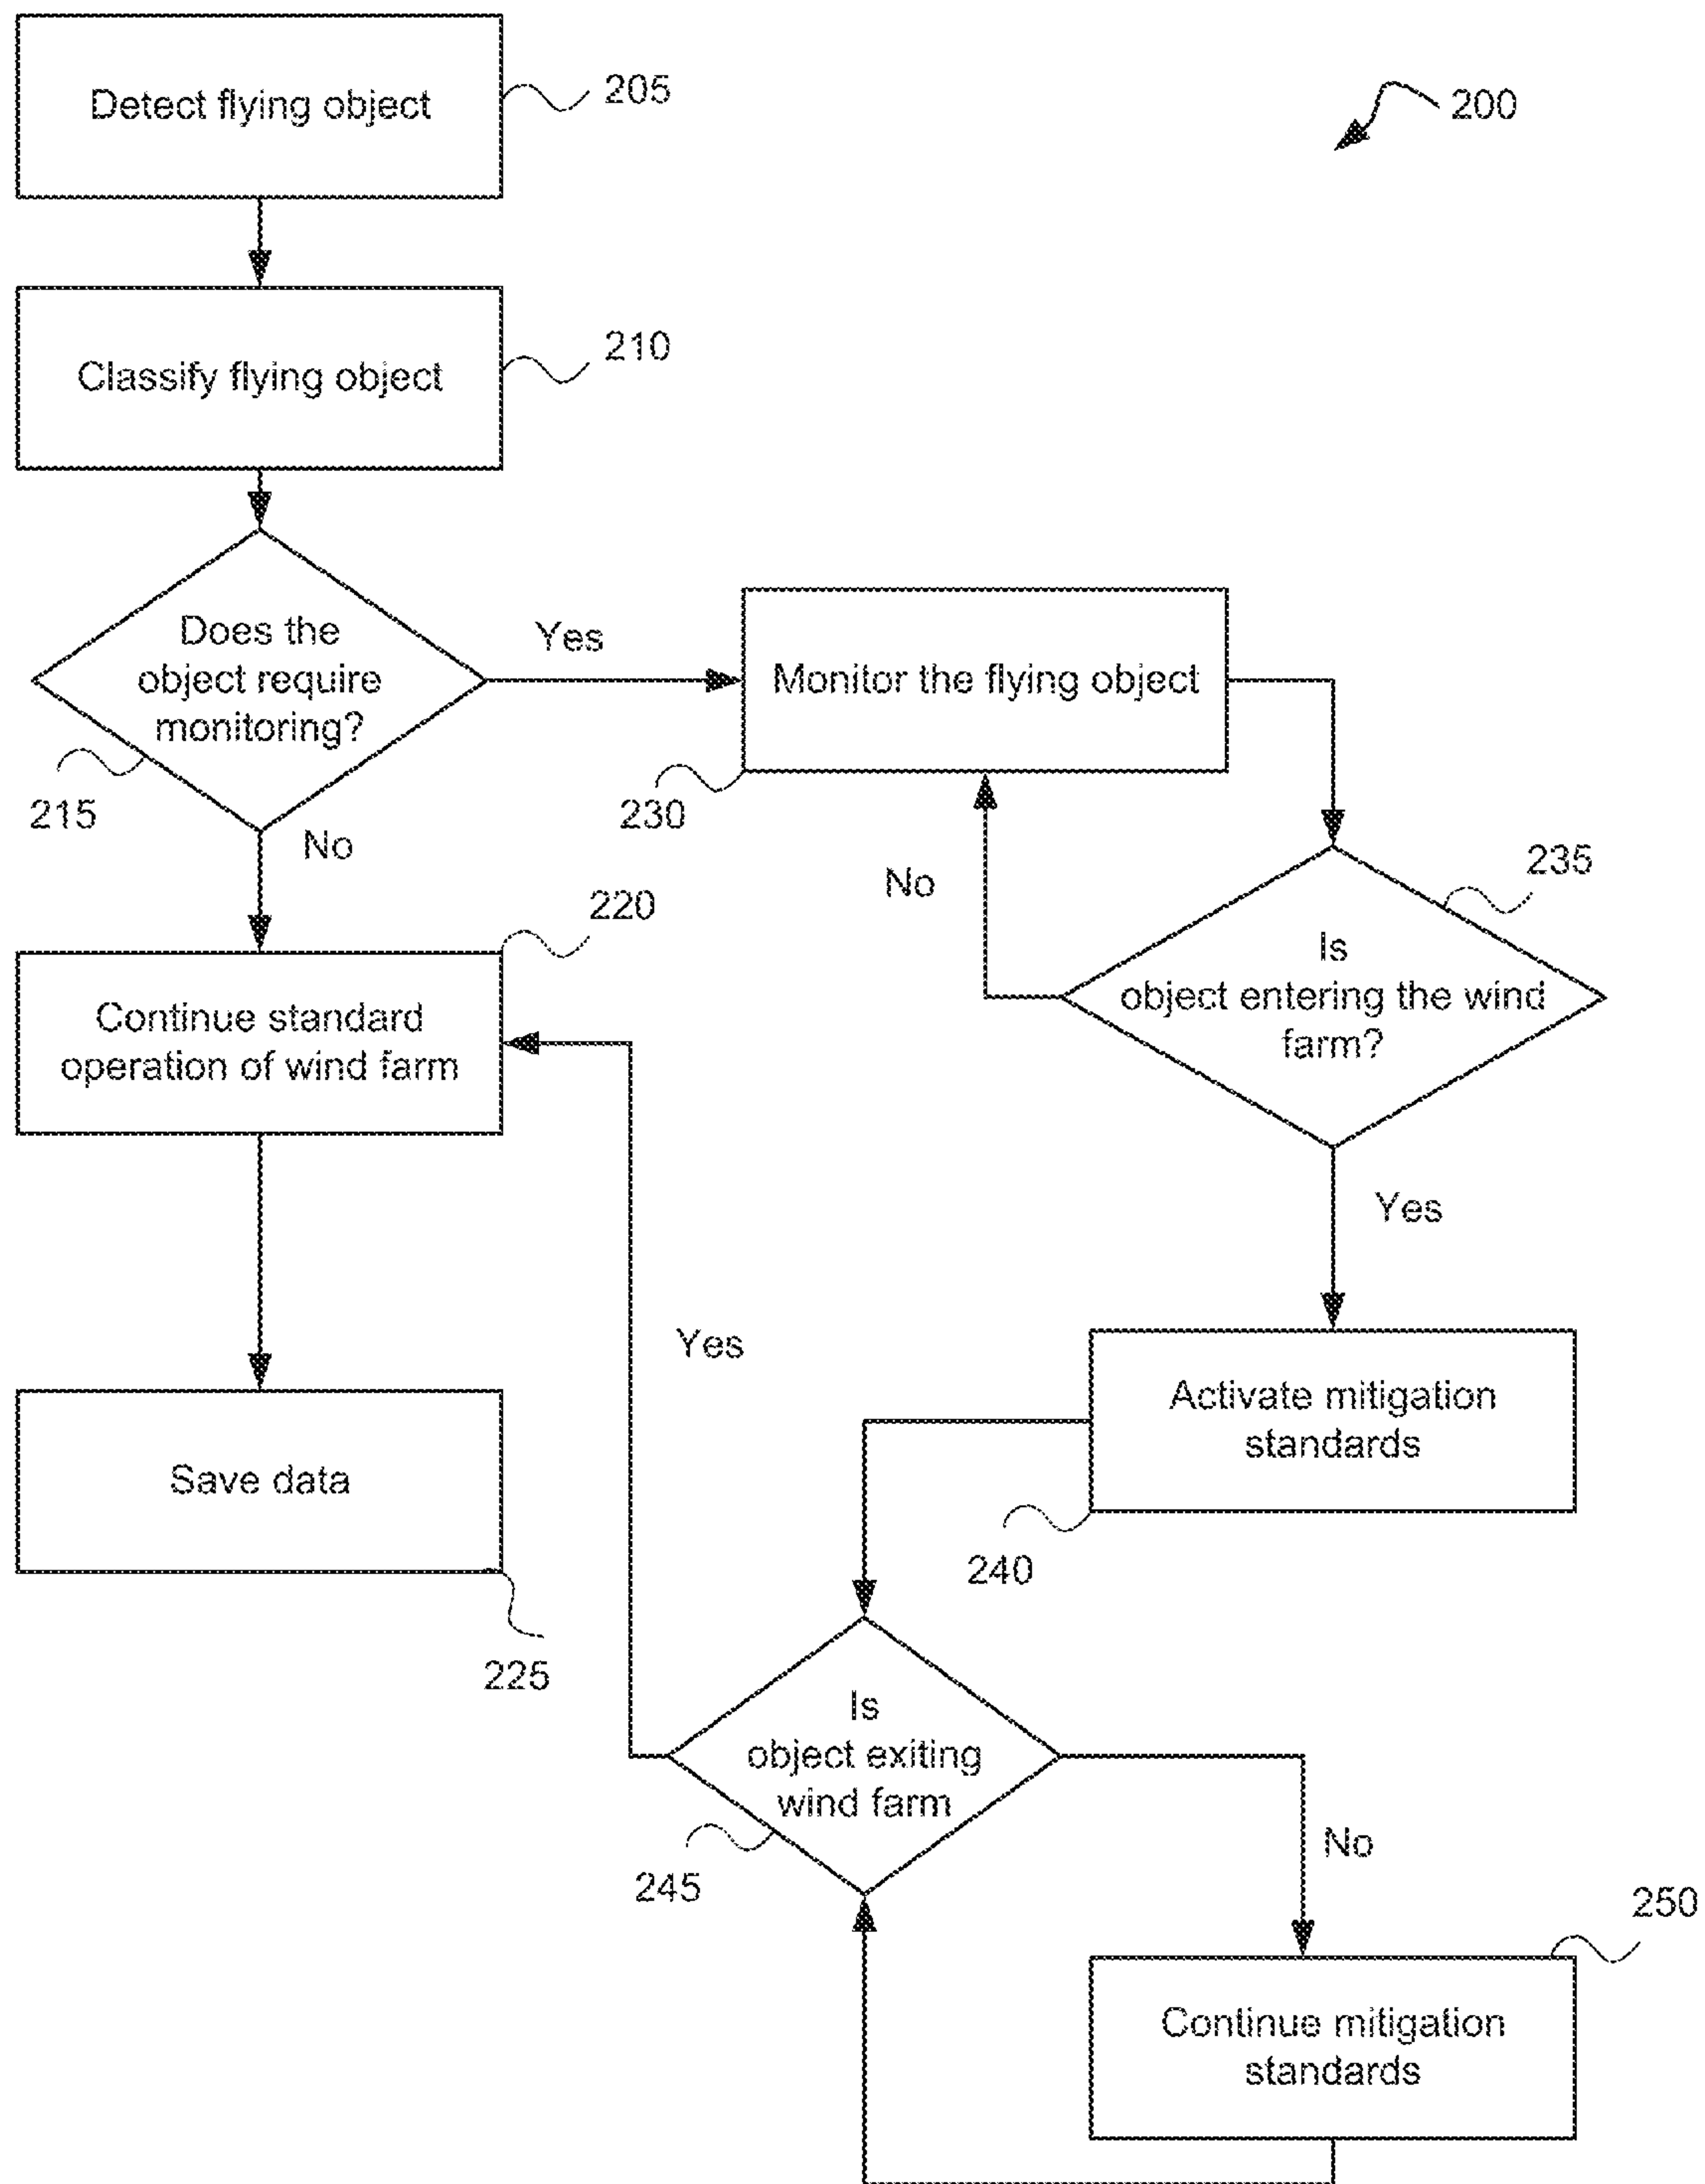 Detect flying object
205
200
Classify flying object
210
Does the
object require
monitoring?
215
Yes
No
Monitor the flying object
230
No
235
Is
object entering the wind
farm?
Yes
220
Continue standard
operation of wind farm
Yes
Activate mitigation
standards
240
Save data
225
Is
object exiting
wind farm
245
No
250
Continue mitigation
standards